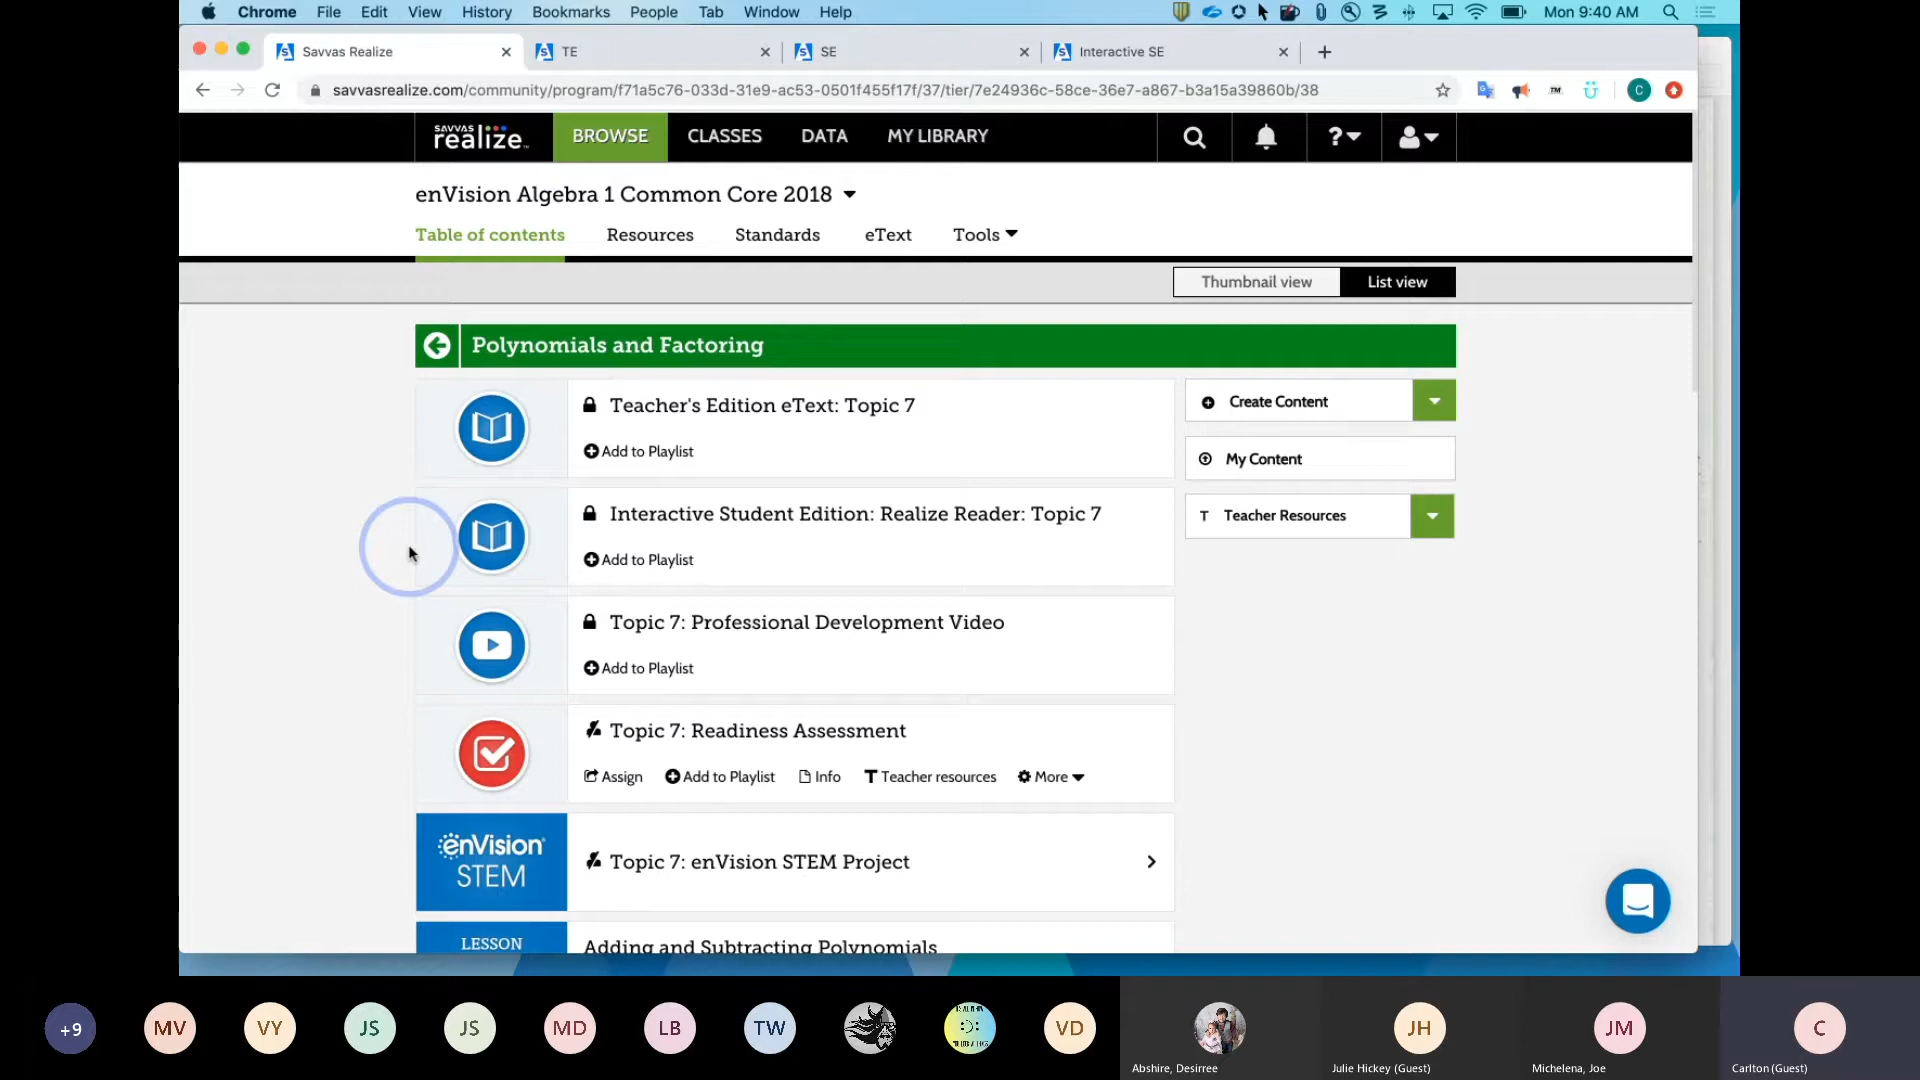 Chrome File Edit View History Bookmarks People Tab Window Help Mon 9:40 AM
Savvas Realize TE SE Interactive SE
savvasrealize.com/community/program/f71a5c76-033d-31e9-ac53-0501f455f17f/37/tier/7e24936c-58ce-36e7-a867-b3a15a39860b/38 TM C
SAVVAS
realize. BROWSE CLASSES DATA MY LIBRARY ?
enVision Algebra 1 Common Core 2018
Table of contents Resources Standards eText Tools
Thumbnail view List view
Polynomials and Factoring
Teacher's Edition eText: Topic 7
Add to Playlist
Create Content
My Content
T Teacher Resources
Interactive Student Edition: Realize Reader: Topic 7
Add to Playlist
Topic 7: Professional Development Video
Add to Playlist
Topic 7: Readiness Assessment
Assign Add to Playlist Info T Teacher resources More
enVision
STEM
Topic 7: enVision STEM Project
LESSON
Adding and Subtracting Polynomials
+9 MV VY JS JS MD LB TW VD JH JM C
Abshire, Desirree Julie Hickey (Guest) Michelena, Joe Carlton (Guest)